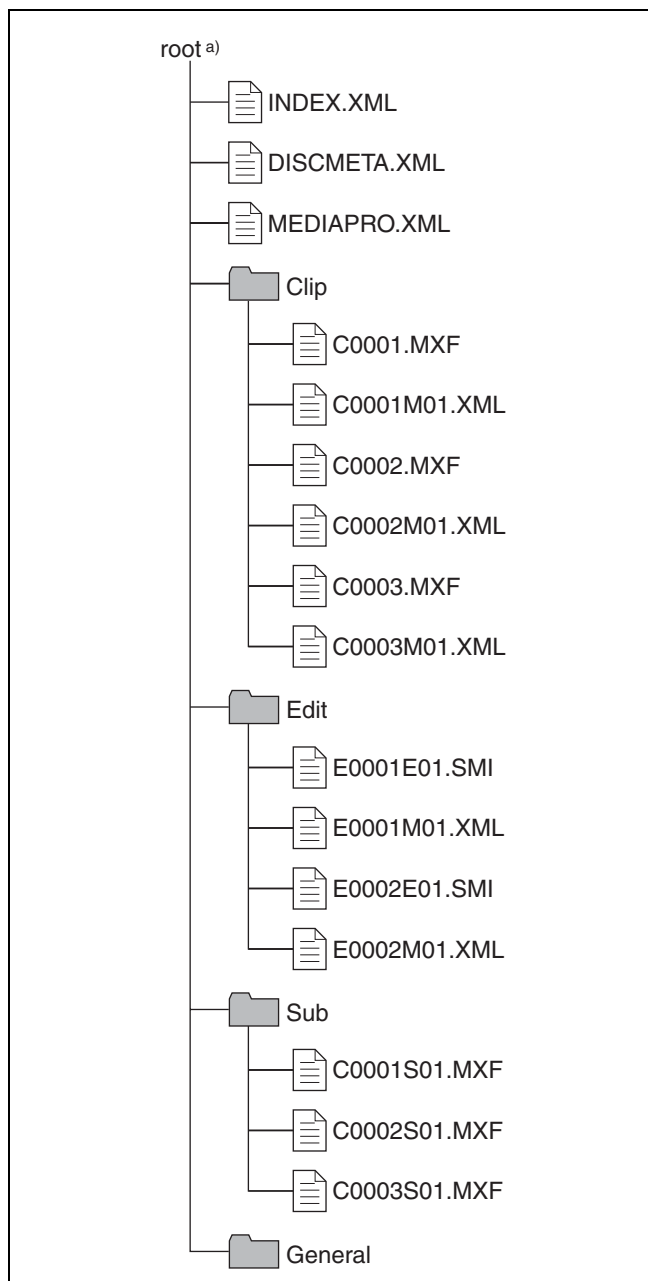 root a)
INDEX.XML
DISCMETA.XML
MEDIAPRO.XML
Clip
C0001.MXF
C0001M01.XML
C0002.MXF
C0002M01.XML
C0003.MXF
C0003M01.XML
Edit
E0001E01.SMI
E0001M01.XML
E0002E01.SMI
E0002M01.XML
Sub
C0001S01.MXF
C0002S01.MXF
C0003S01.MXF
General